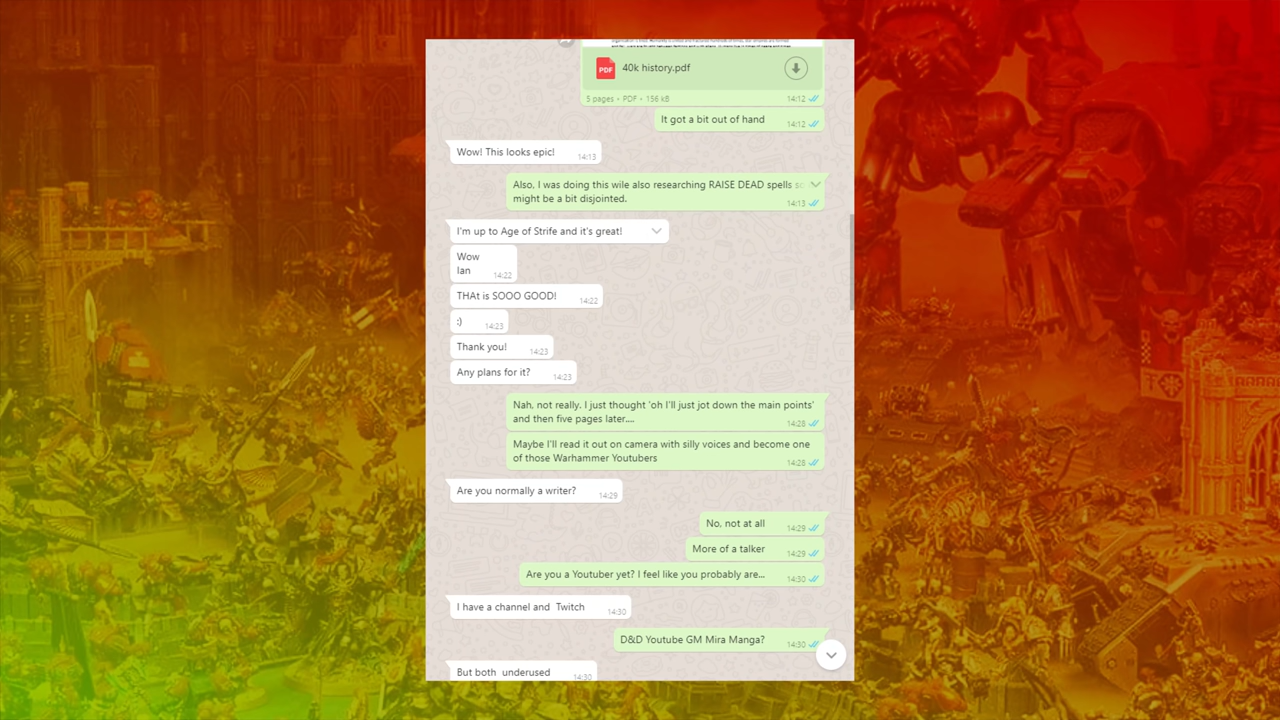 PDF
40k history.pdf
5 pages • PDF • 156 kB
14:12
It got a bit out of hand
14:12
Wow! This looks epic!
14:13
Also, I was doing this wile also researching RAISE DEAD spells so
might be a bit disjointed.
14:13
I'm up to Age of Strife and it's great!
Wow
Ian
14:22
THAt is SOOO GOOD!
14:22
:)
14:23
Thank you!
14:23
Any plans for it?
14:23
Nah, not really. I just thought 'oh I'll just jot down the main points'
and then five pages later....
14:28
Maybe I'll read it out on camera with silly voices and become one
of those Warhammer Youtubers
14:28
Are you normally a writer?
14:29
No, not at all
14:29
More of a talker
14:29
Are you a Youtuber yet? I feel like you probably are...
14:30
I have a channel and Twitch
14:30
D&D Youtube GM Mira Manga?
14:30
But both underused
14:30